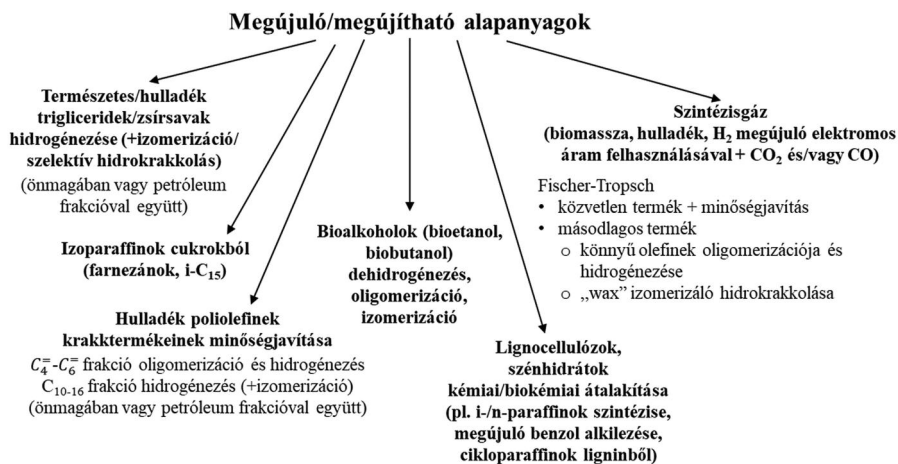 Megújuló/megújítható alapanyagok
Természetes/hulladék
trigliceridek/zsírsavak
hidrogénezése (+izomerizáció/
szelektív hidrokrakkolás)
(önmagában vagy petróleum
frakcióval együtt)
Izoparaffinok cukrokból
(farnezánok, i-C₁₅)
Hulladék poliolefinek
krakktermékeinek minőségjavítása
C₄⁼-C₆⁼ frakció oligomerizáció és hidrogénezés
C₁₀₋₁₆ frakció hidrogénezés (+izomerizáció)
(önmagában vagy petróleum frakcióval együtt)
Bioalkoholok (bioetanol,
biobutanol)
dehidrogénezés,
oligomerizáció,
izomerizáció
Lignocellulózok,
szénhidrátok
kémiai/biokémiai átalakítása
(pl. i-/n-paraffinok szintézise,
megújuló benzol alkilezése,
cikloparaffinok ligninből)
Szintézisgáz
(biomassza, hulladék, H₂ megújuló elektromos
áram felhasználásával + CO₂ és/vagy CO)
Fischer-Tropsch
• közvetlen termék + minőségjavítás
• másodlagos termék
o könnyű olefinek oligomerizációja és
hidrogénezése
o „wax” izomerizáló hidrokrakkolása